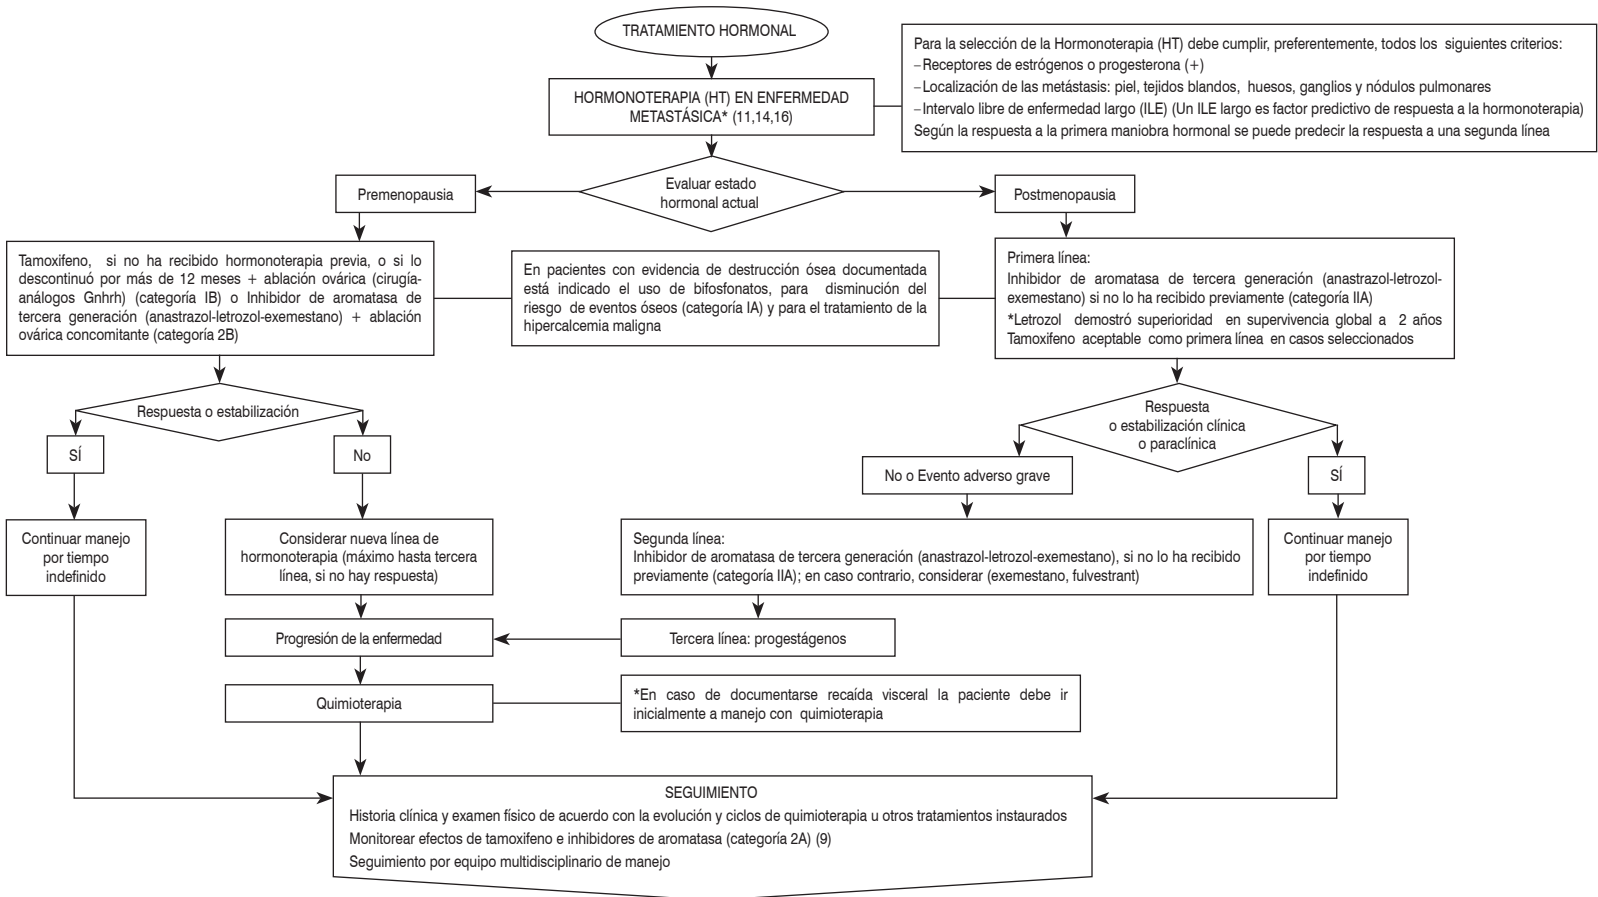 TRATAMIENTO HORMONAL
HORMONOTERAPIA (HT) EN ENFERMEDAD
METASTÁSICA* (11,14,16)
Para la selección de la Hormonoterapia (HT) debe cumplir, preferentemente, todos los siguientes criterios:
–Receptores de estrógenos o progesterona (+)
–Localización de las metástasis: piel, tejidos blandos, huesos, ganglios y nódulos pulmonares
–Intervalo libre de enfermedad largo (ILE) (Un ILE largo es factor predictivo de respuesta a la hormonoterapia)
Según la respuesta a la primera maniobra hormonal se puede predecir la respuesta a una segunda línea
Evaluar estado
hormonal actual
Premenopausia
Postmenopausia
Tamoxifeno, si no ha recibido hormonoterapia previa, o si lo
descontinuó por más de 12 meses + ablación ovárica (cirugía-
análogos Gnhrh) (categoría IB) o Inhibidor de aromatasa de
tercera generación (anastrazol-letrozol-exemestano) + ablación
ovárica concomitante (categoría 2B)
En pacientes con evidencia de destrucción ósea documentada
está indicado el uso de bifosfonatos, para disminución del
riesgo de eventos óseos (categoría IA) y para el tratamiento de la
hipercalcemia maligna
Primera línea:
Inhibidor de aromatasa de tercera generación (anastrazol-letrozol-
exemestano) si no lo ha recibido previamente (categoría IIA)
*Letrozol demostró superioridad en supervivencia global a 2 años
Tamoxifeno aceptable como primera línea en casos seleccionados
Respuesta o estabilización
Respuesta
o estabilización clínica
o paraclínica
SÍ
No
No o Evento adverso grave
SÍ
Continuar manejo
por tiempo
indefinido
Considerar nueva línea de
hormonoterapia (máximo hasta tercera
línea, si no hay respuesta)
Segunda línea:
Inhibidor de aromatasa de tercera generación (anastrazol-letrozol-exemestano), si no lo ha recibido
previamente (categoría IIA); en caso contrario, considerar (exemestano, fulvestrant)
Continuar manejo
por tiempo
indefinido
Progresión de la enfermedad
Tercera línea: progestágenos
Quimioterapia
*En caso de documentarse recaída visceral la paciente debe ir
inicialmente a manejo con quimioterapia
SEGUIMIENTO
Historia clínica y examen físico de acuerdo con la evolución y ciclos de quimioterapia u otros tratamientos instaurados
Monitorear efectos de tamoxifeno e inhibidores de aromatasa (categoría 2A) (9)
Seguimiento por equipo multidisciplinario de manejo